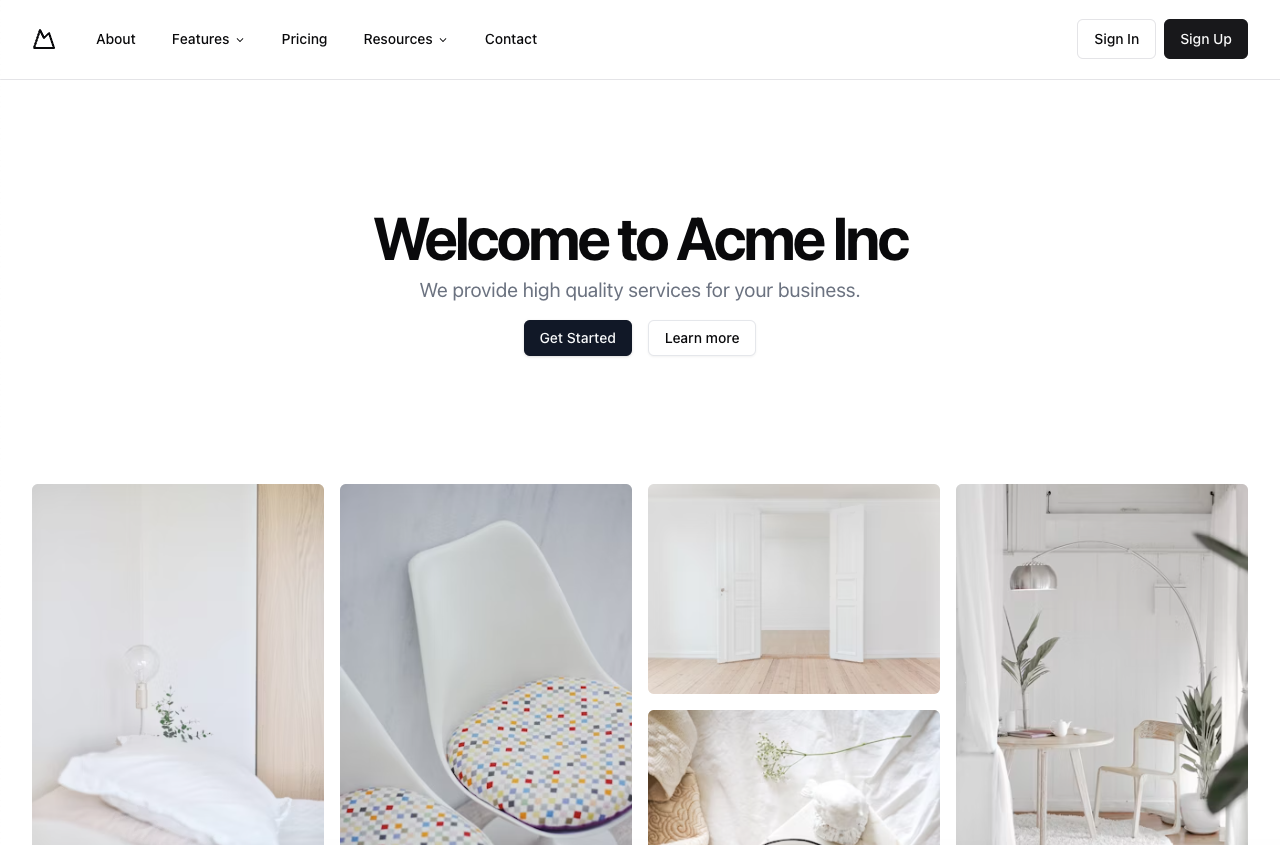 About
Features
Pricing
Resources
Contact
Sign In
Sign Up
Welcome to Acme Inc
We provide high quality services for your business.
Get Started
Learn more